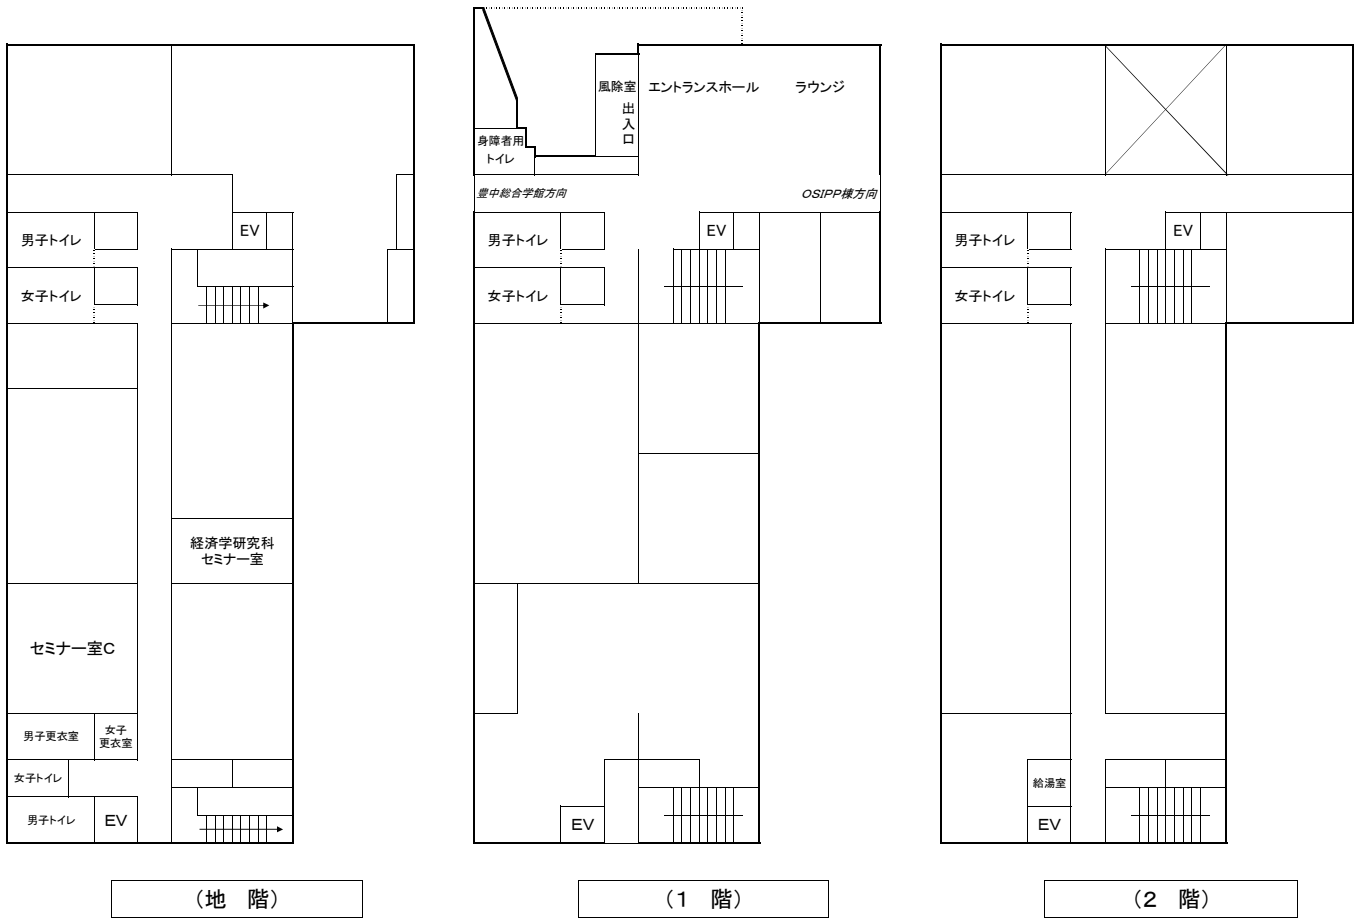 EV
男子トイレ
女子トイレ
経済学研究科
セミナー室
セミナー室C
男子更衣室
女子
更衣室
女子トイレ
男子トイレ
EV
（地　階）
風除室
エントランスホール
ラウンジ
出
入
口
身障者用
トイレ
豊中総合学館方向
OSIPP棟方向
EV
男子トイレ
女子トイレ
EV
（１　階）
EV
男子トイレ
女子トイレ
給湯室
EV
（２　階）